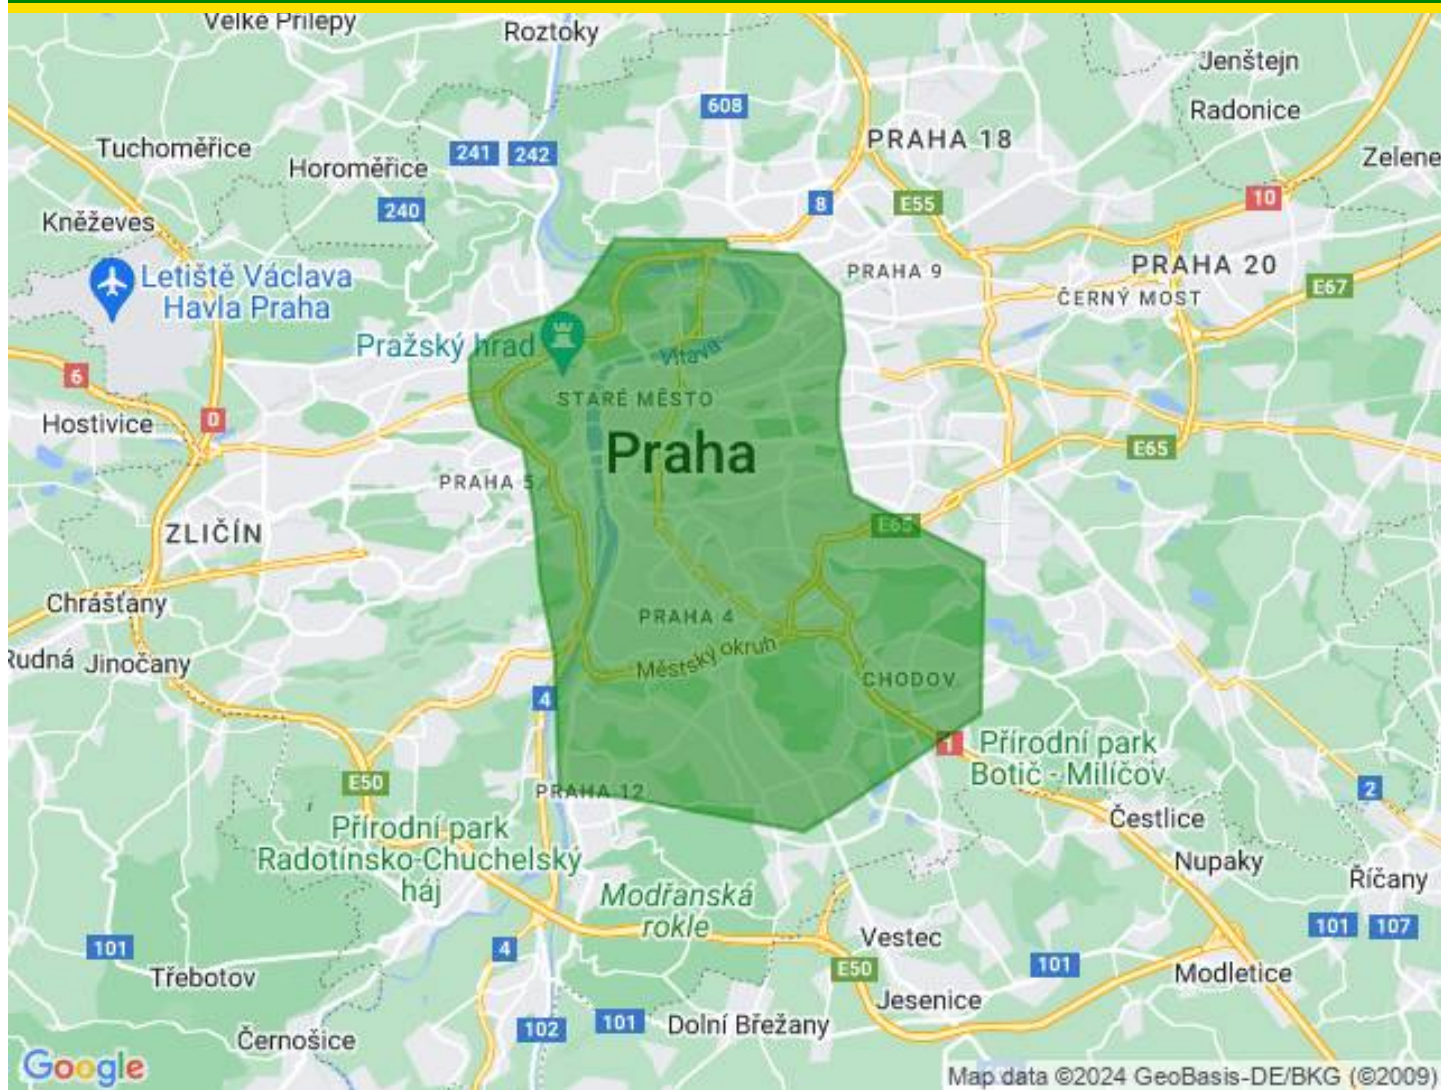 Velké Přílepy
Roztoky
Jenštejn
608
Radonice
PRAHA 18
Tuchoměřice
241
242
Zelene
Horoměřice
10
240
8
E55
Kněževes
PRAHA 9
PRAHA 20
Letiště Václava
Havla Praha
E67
ČERNÝ MOST
Pražský hrad
Vltava
6
STARÉ MĚSTO
0
Hostivice
E65
Praha
PRAHA 5
E65
ZLIČÍN
Chrášťany
PRAHA 4
Městský okruh
Rudná
Jinočany
CHODOV
4
1
Přírodní park
Botič - Milíčov
E50
PRAHA 12
2
Přírodní park
Radotínsko-Chuchelský
háj
Čestlice
Nupaky
Říčany
Modřanská
rokle
101
4
Vestec
101
107
E50
101
Třebotov
Modletice
Jesenice
102
101
Dolní Břežany
Černošice
Google
Map data ©2024 GeoBasis-DE/BKG (©2009)